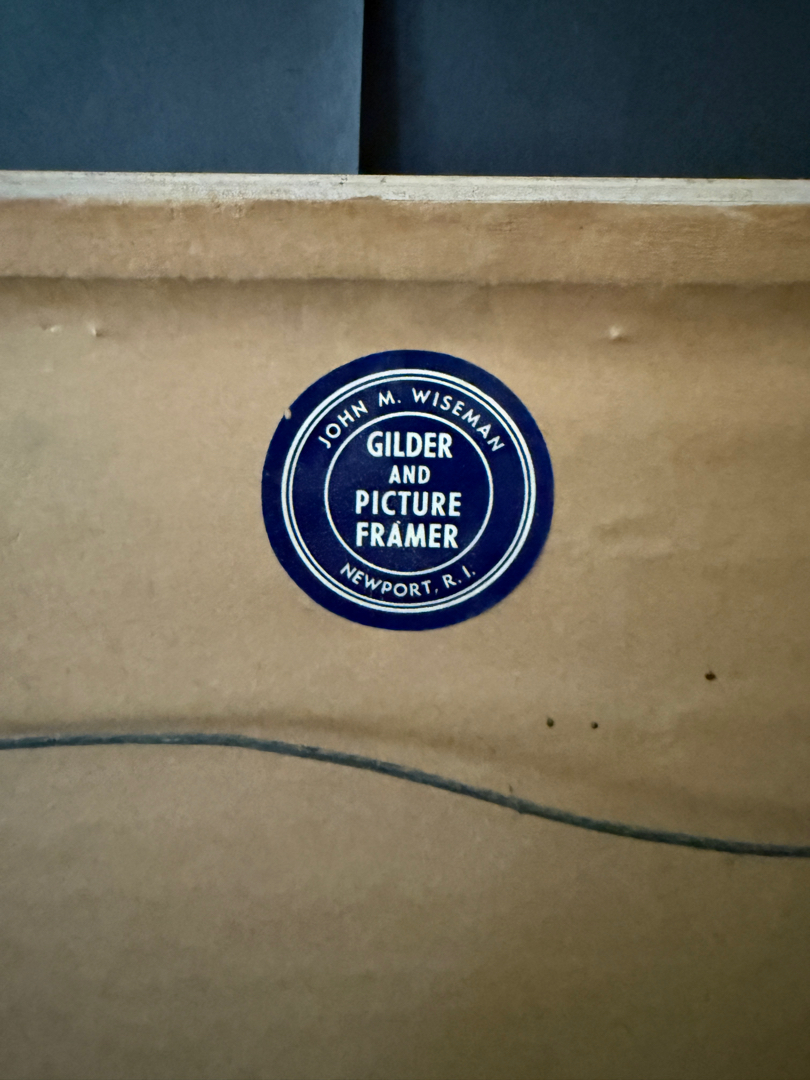 JOHN M. WISEMAN
GILDER
AND
PICTURE
FRAMER
NEWPORT, R. I.